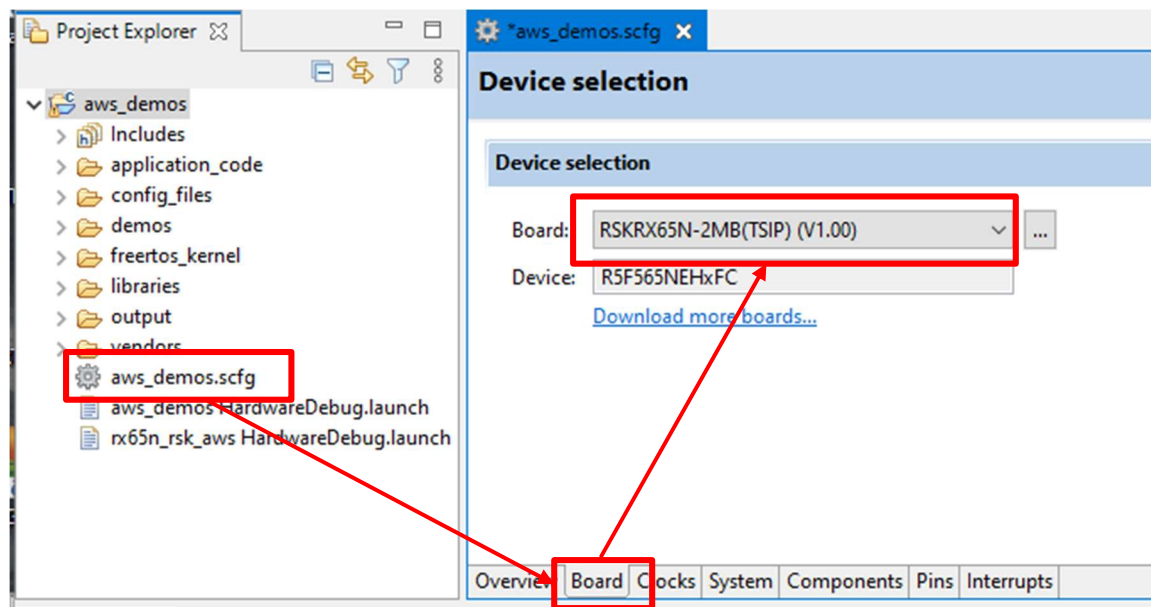 Project Explorer
*aws_demos.scfg
Device selection
aws_demos
Includes
application_code
config_files
demos
freertos_kernel
libraries
output
vendors
aws_demos.scfg
aws_demos HardwareDebug.launch
rx65n_rsk_aws HardwareDebug.launch
Device selection
Board: RSKRX65N-2MB(TSIP) (V1.00) ...
Device: R5F565NEHxFC
Download more boards...
Overview Board Clocks System Components Pins Interrupts